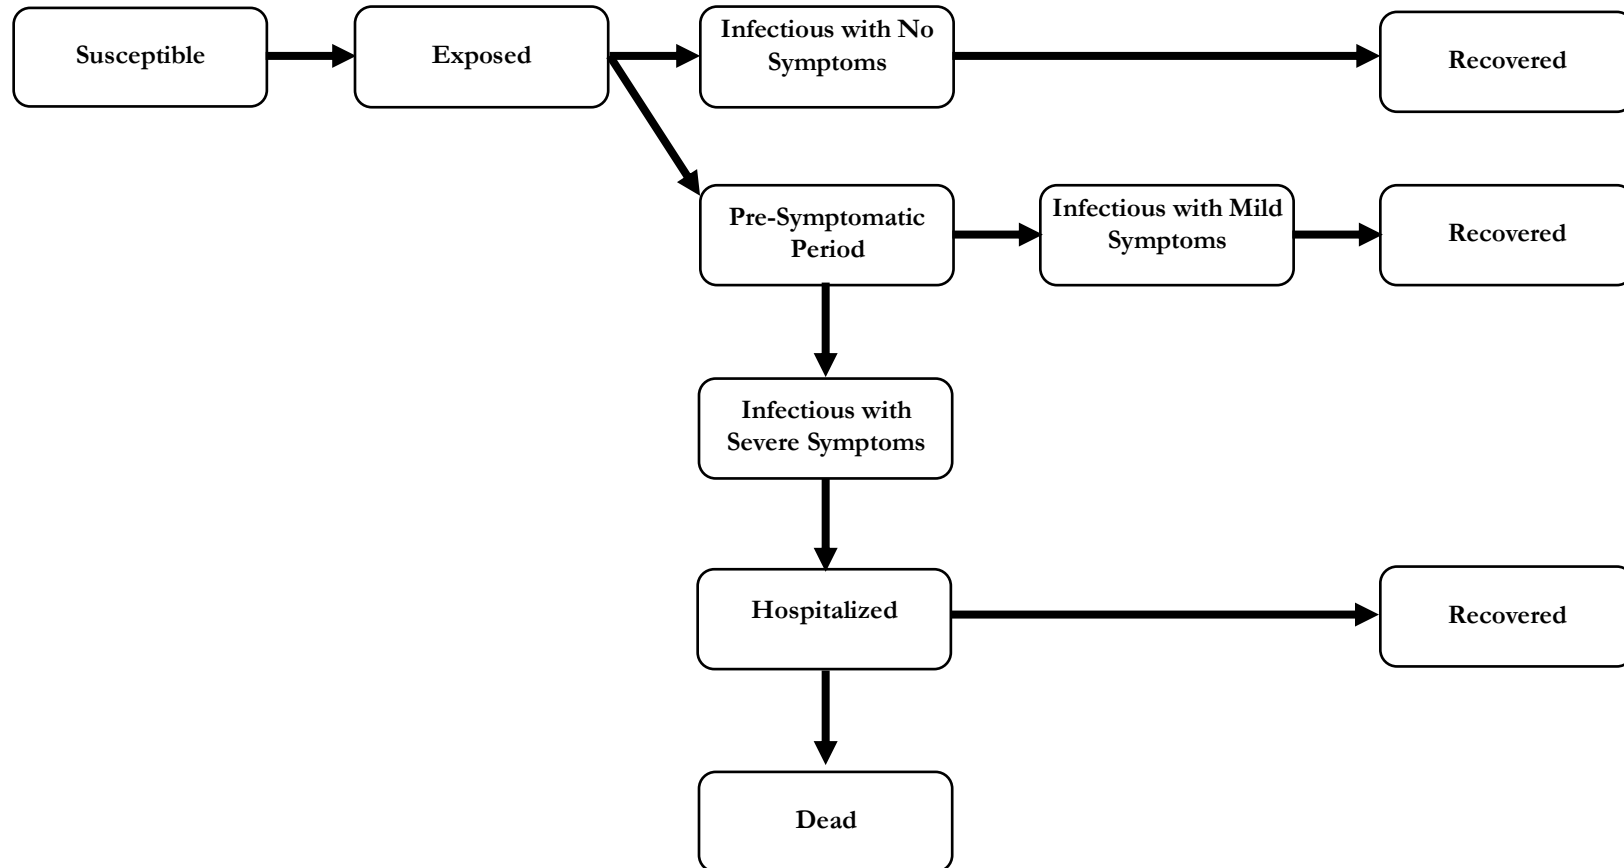 Susceptible
Exposed
Infectious with No
Symptoms
Recovered
Pre-Symptomatic
Period
Infectious with Mild
Symptoms
Recovered
Infectious with
Severe Symptoms
Hospitalized
Recovered
Dead